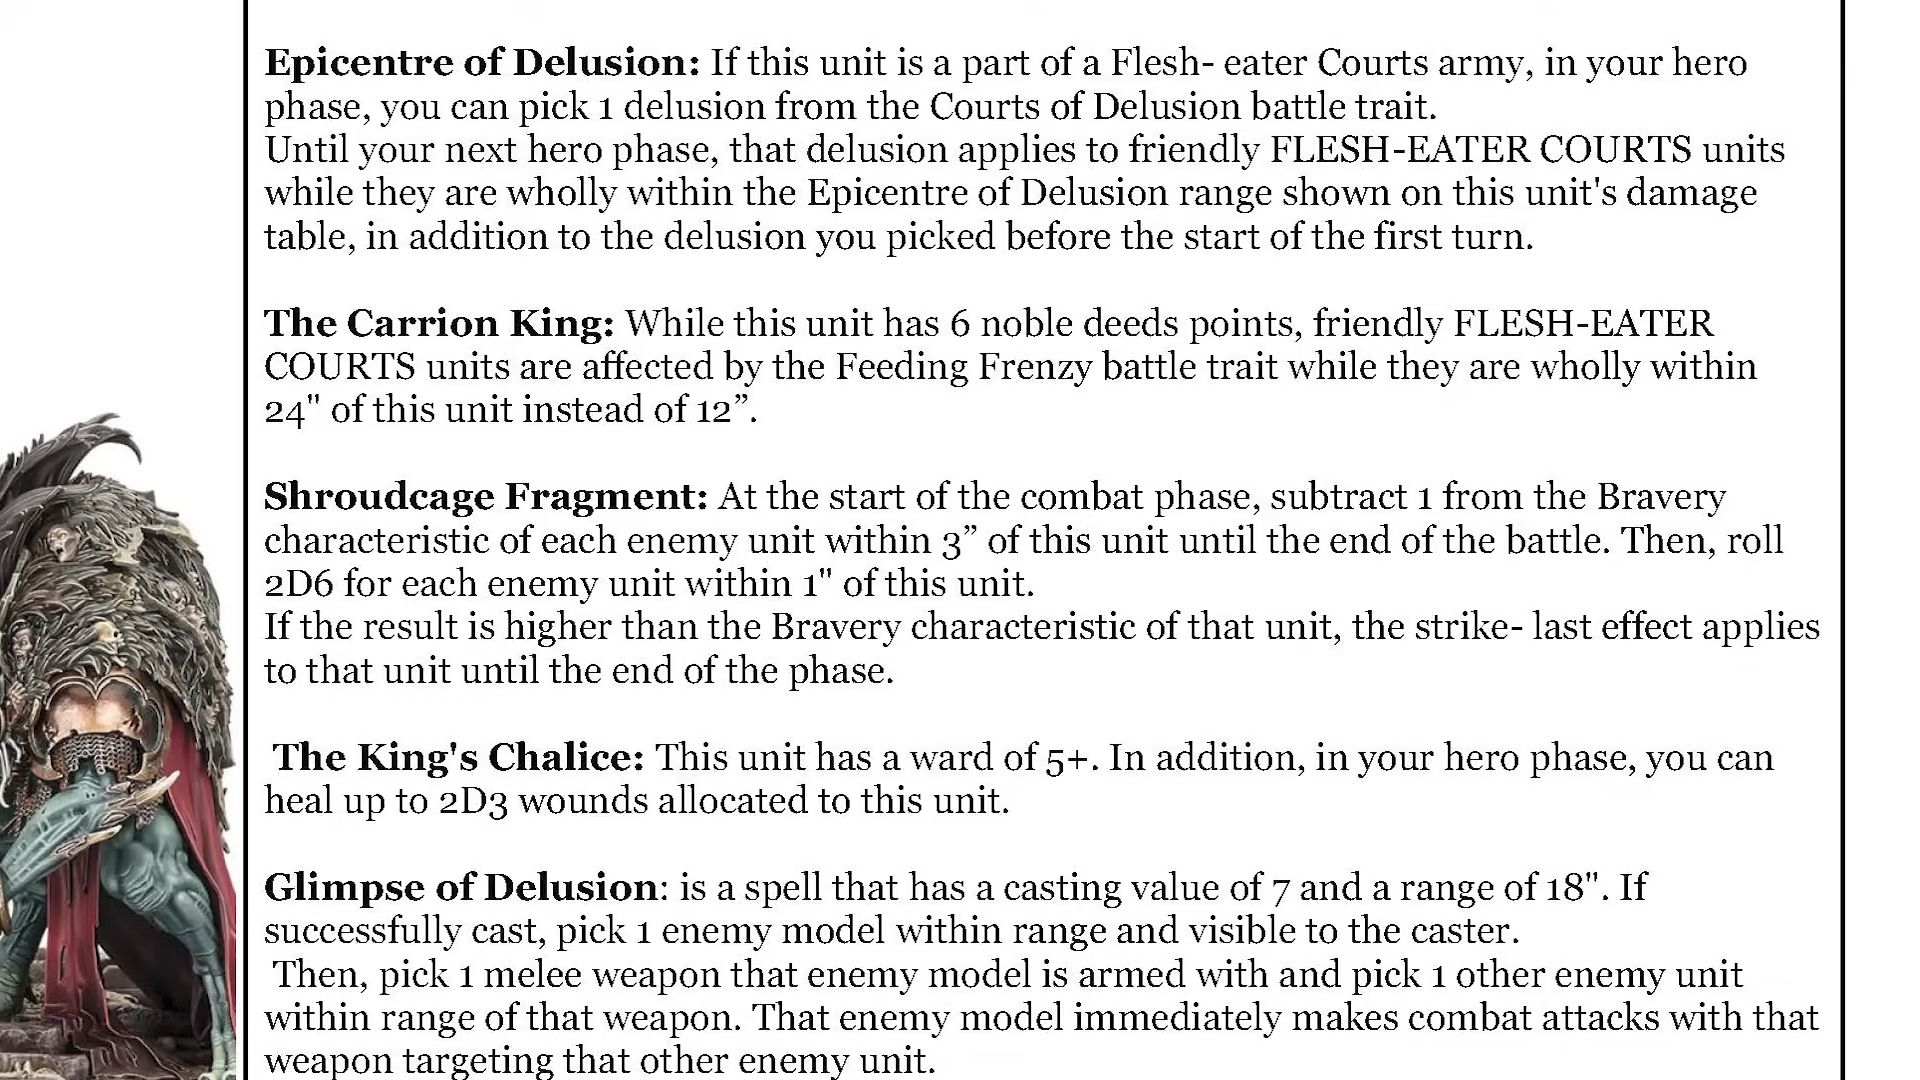 Epicentre of Delusion: If this unit is a part of a Flesh- eater Courts army, in your hero
phase, you can pick 1 delusion from the Courts of Delusion battle trait.
Until your next hero phase, that delusion applies to friendly FLESH-EATER COURTS units
while they are wholly within the Epicentre of Delusion range shown on this unit's damage
table, in addition to the delusion you picked before the start of the first turn.
The Carrion King: While this unit has 6 noble deeds points, friendly FLESH-EATER
COURTS units are affected by the Feeding Frenzy battle trait while they are wholly within
24" of this unit instead of 12”.
Shroudcage Fragment: At the start of the combat phase, subtract 1 from the Bravery
characteristic of each enemy unit within 3” of this unit until the end of the battle. Then, roll
2D6 for each enemy unit within 1" of this unit.
If the result is higher than the Bravery characteristic of that unit, the strike- last effect applies
to that unit until the end of the phase.
The King's Chalice: This unit has a ward of 5+. In addition, in your hero phase, you can
heal up to 2D3 wounds allocated to this unit.
Glimpse of Delusion: is a spell that has a casting value of 7 and a range of 18". If
successfully cast, pick 1 enemy model within range and visible to the caster.
Then, pick 1 melee weapon that enemy model is armed with and pick 1 other enemy unit
within range of that weapon. That enemy model immediately makes combat attacks with that
weapon targeting that other enemy unit.